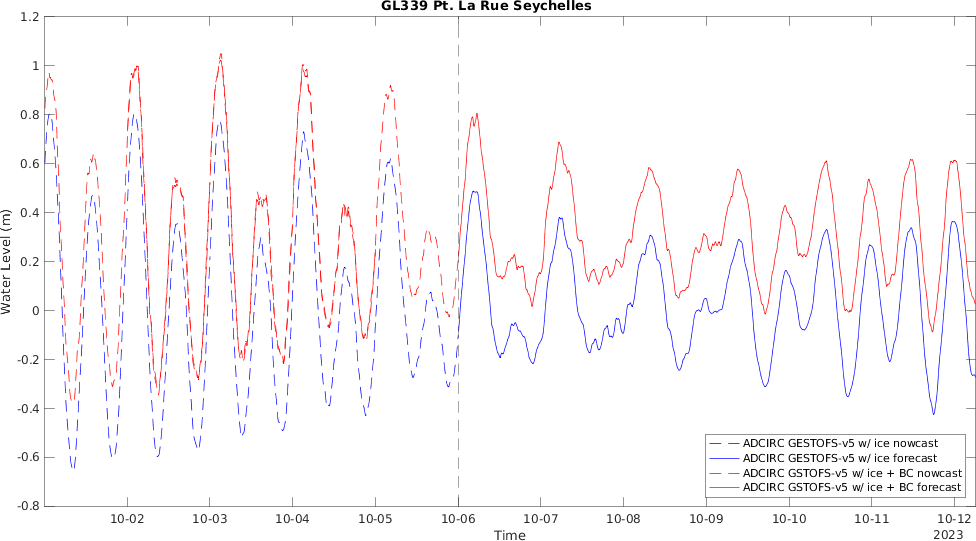 GL339 Pt. La Rue Seychelles
1.2
1
0.8
0.6
0.4
0.2
0
-0.2
-0.4
-0.6
-0.8
Water Level (m)
10-02 10-03 10-04 10-05 10-06 10-07 10-08 10-09 10-10 10-11 10-12
Time
2023
ADCIRC GESTOFS-v5 w/ ice nowcast
ADCIRC GESTOFS-v5 w/ ice forecast
ADCIRC GSTOFS-v5 w/ ice + BC nowcast
ADCIRC GSTOFS-v5 w/ ice + BC forecast